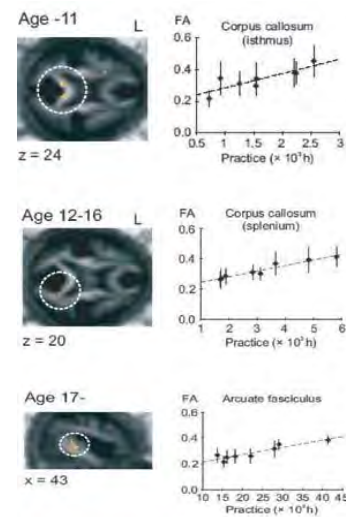 Age -11
L
z = 24
FA
Corpus callosum
(isthmus)
0.6
0.4
0.2
0.0
0.5 1 1.5 2 2.5 3
Practice (× 10³h)
Age 12-16
L
z = 20
FA
Corpus callosum
(splenium)
0.6
0.4
0.2
0.0
1 2 3 4 5 6
Practice (× 10³h)
Age 17-
x = 43
FA
Arcuate fasciculus
0.6
0.4
0.2
0.0
10 15 20 25 30 35 40 45
Practice (× 10³h)